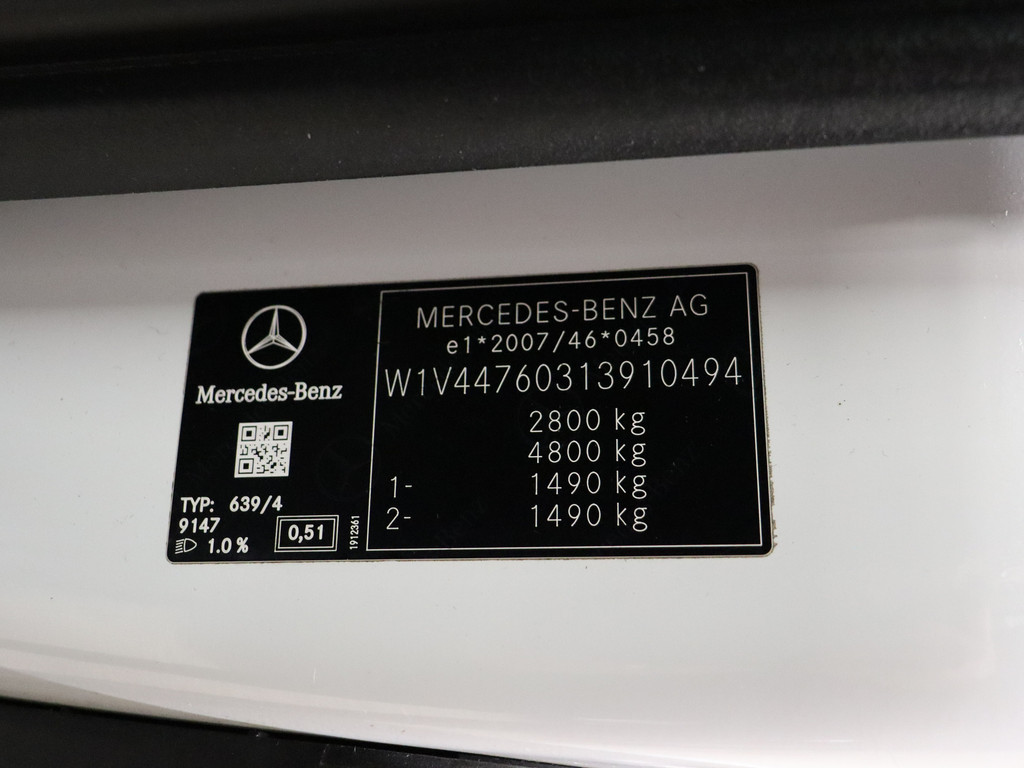 Mercedes-Benz
TYP: 639/4
9147
1.0 %
0,51
1912361
MERCEDES-BENZ AG
e1*2007/46*0458
W1V44760313910494
2800 kg
4800 kg
1- 1490 kg
2- 1490 kg